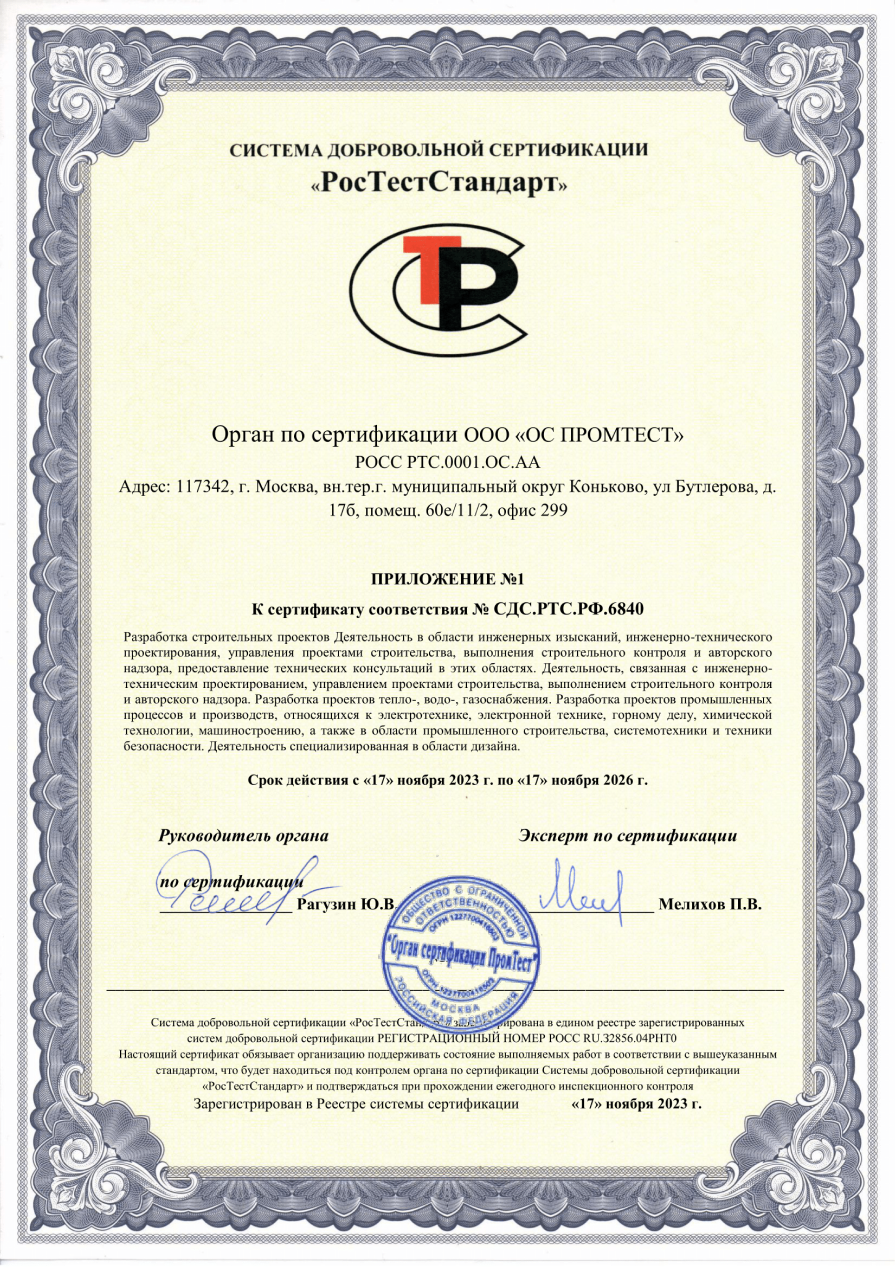 СИСТЕМА ДОБРОВОЛЬНОЙ СЕРТИФИКАЦИИ
«РосТестСтандарт»
ТР
С
Орган по сертификации ООО «ОС ПРОМТЕСТ»
РОСС РТС.0001.ОС.АА
Адрес: 117342, г. Москва, вн.тер.г. муниципальный округ Коньково, ул Бутлерова, д.
17б, помещ. 60е/11/2, офис 299
ПРИЛОЖЕНИЕ №1
К сертификату соответствия № СДС.РТС.РФ.6840
Разработка строительных проектов Деятельность в области инженерных изысканий, инженерно-технического
проектирования, управления проектами строительства, выполнения строительного контроля и авторского
надзора, предоставление технических консультаций в этих областях. Деятельность, связанная с инженерно-
техническим проектированием, управлением проектами строительства, выполнением строительного контроля
и авторского надзора. Разработка проектов тепло-, водо-, газоснабжения. Разработка проектов промышленных
процессов и производств, относящихся к электротехнике, электронной технике, горному делу, химической
технологии, машиностроению, а также в области промышленного строительства, системотехники и техники
безопасности. Деятельность специализированная в области дизайна.
Срок действия с «17» ноября 2023 г. по «17» ноября 2026 г.
Руководитель органа
Эксперт по сертификации
по сертификации
Рагузин Ю.В.
Мелихов П.В.
ОБЩЕСТВО С ОГРАНИЧЕННОЙ
ОТВЕТСТВЕННОСТЬЮ
ОГРН 1227700416503
"Орган сертификации ПромТест"
ОГРН 1227700416503
МОСКВА
РОССИЙСКАЯ ФЕДЕРАЦИЯ
Система добровольной сертификации «РосТестСтандарт» зарегистрирована в едином реестре зарегистрированных
систем добровольной сертификации РЕГИСТРАЦИОННЫЙ НОМЕР РОСС RU.32856.04РНТ0
Настоящий сертификат обязывает организацию поддерживать состояние выполняемых работ в соответствии с вышеуказанным
стандартом, что будет находиться под контролем органа по сертификации Системы добровольной сертификации
«РосТестСтандарт» и подтверждаться при прохождении ежегодного инспекционного контроля
Зарегистрирован в Реестре системы сертификации «17» ноября 2023 г.